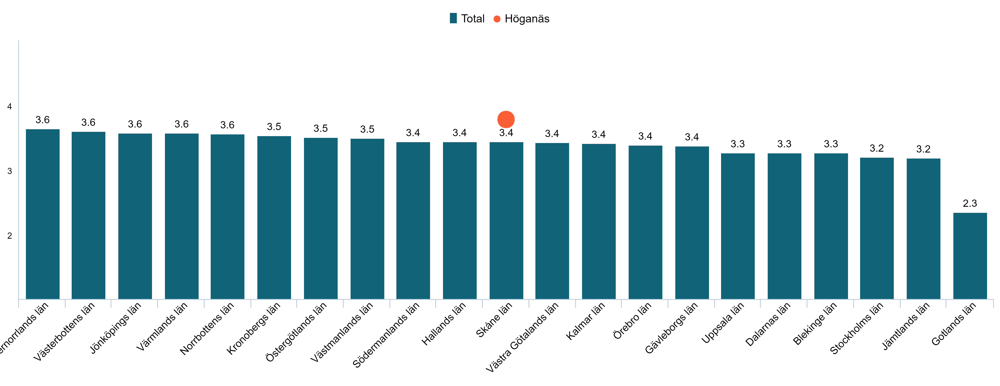 Total Höganäs
4
3
2
3.6 3.6 3.6 3.6 3.6 3.5 3.5 3.5 3.4 3.4 3.4 3.4 3.4 3.4 3.4 3.3 3.3 3.3 3.2 3.2 2.3
ernorrlands län
Västerbottens län
Jönköpings län
Värmlands län
Norrbottens län
Kronobergs län
Östergötlands län
Västmanlands län
Södermanlands län
Hallands län
Skåne län
Västra Götalands län
Kalmar län
Örebro län
Gävleborgs län
Uppsala län
Dalarnas län
Blekinge län
Stockholms län
Jämtlands län
Gotlands län